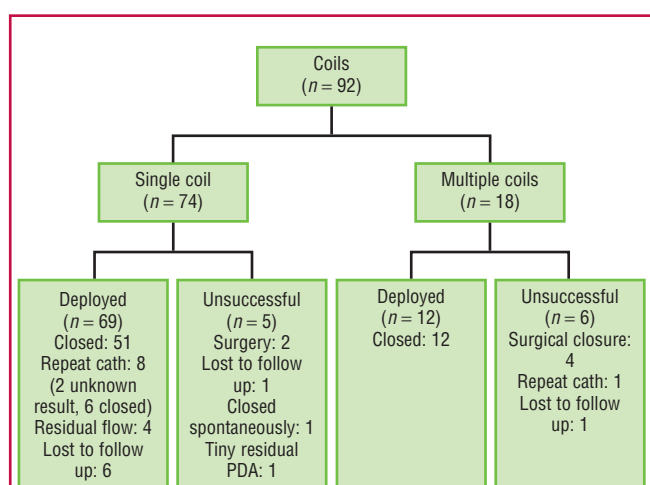 Coils
(n = 92)
Single coil
(n = 74)
Multiple coils
(n = 18)
Deployed
(n = 69)
Closed: 51
Repeat cath: 8
(2 unknown
result, 6 closed)
Residual flow: 4
Lost to follow
up: 6
Unsuccessful
(n = 5)
Surgery: 2
Lost to follow
up: 1
Closed
spontaneously: 1
Tiny residual
PDA: 1
Deployed
(n = 12)
Closed: 12
Unsuccessful
(n = 6)
Surgical closure:
4
Repeat cath: 1
Lost to follow
up: 1